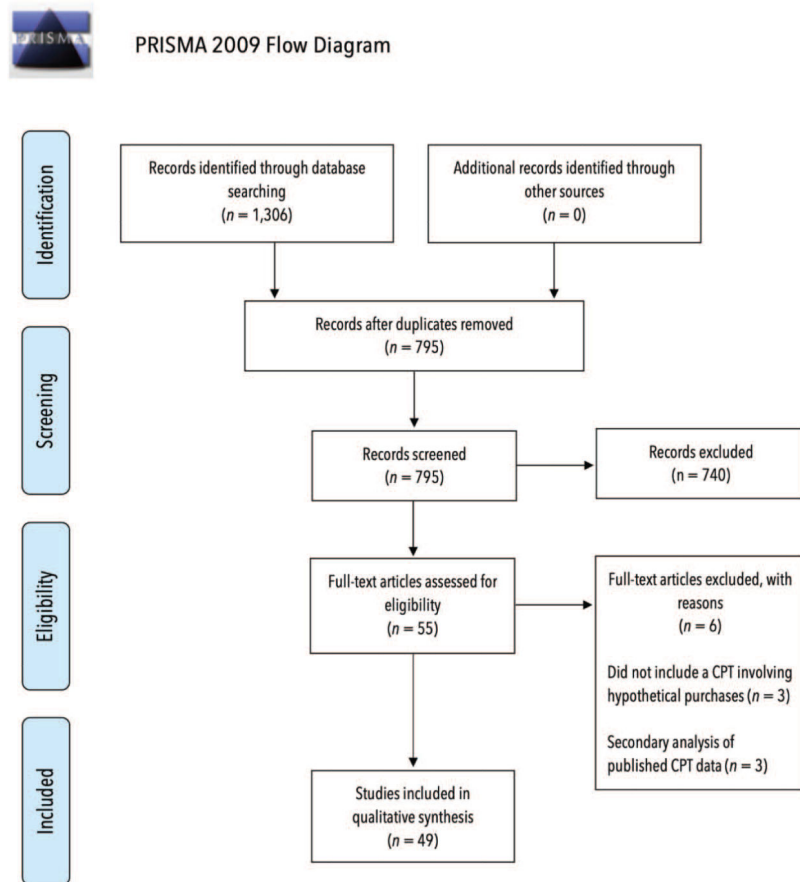 PRISMA
PRISMA 2009 Flow Diagram
Identification
Records identified through database
searching
(n = 1,306)
Additional records identified through
other sources
(n = 0)
Records after duplicates removed
(n = 795)
Screening
Records screened
(n = 795)
Records excluded
(n = 740)
Eligibility
Full-text articles assessed for
eligibility
(n = 55)
Full-text articles excluded, with
reasons
(n = 6)
Did not include a CPT involving
hypothetical purchases (n = 3)
Secondary analysis of
published CPT data (n = 3)
Included
Studies included in
qualitative synthesis
(n = 49)